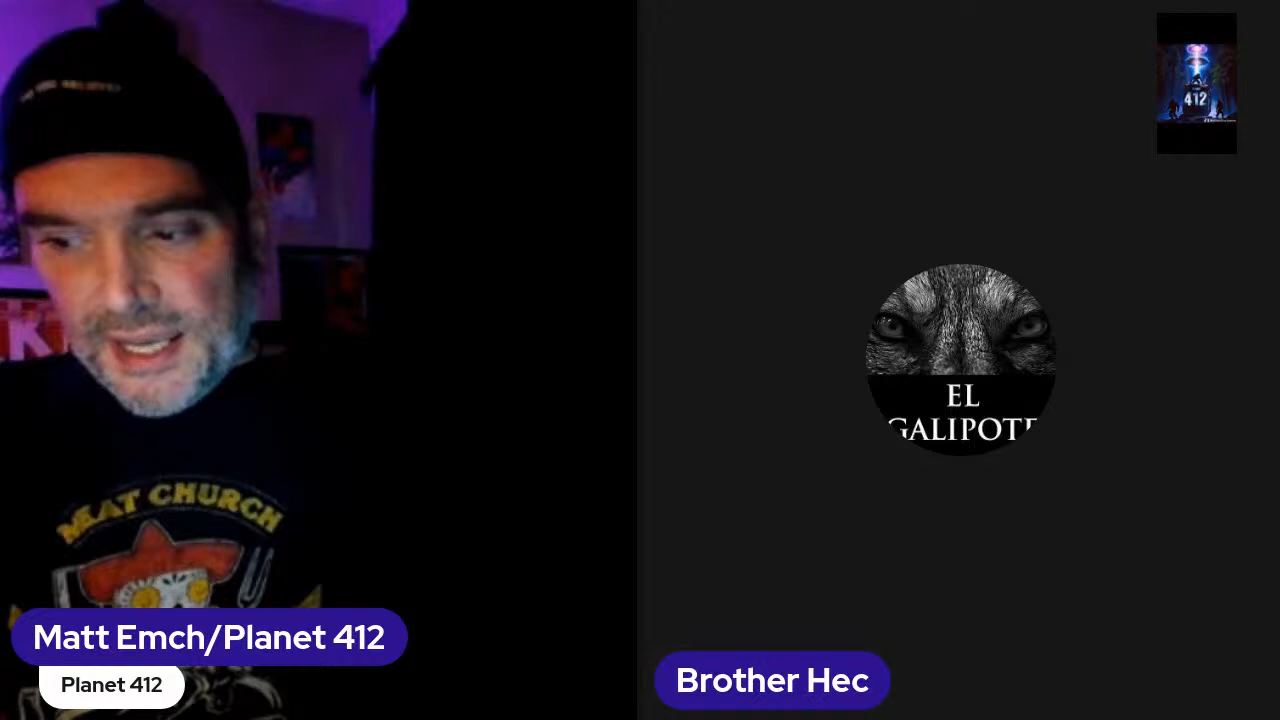 MEAT CHURCH
Matt Emch/Planet 412
Planet 412
412
EL
GALIPOTE
Brother Hec